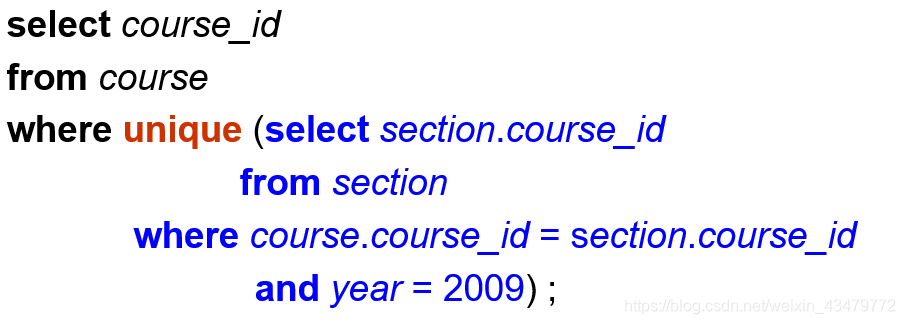 select course_id
from course
where unique (select section.course_id
from section
where course.course_id = section.course_id
and year = 2009) ;
https://blog.csdn.net/weixin_43479772